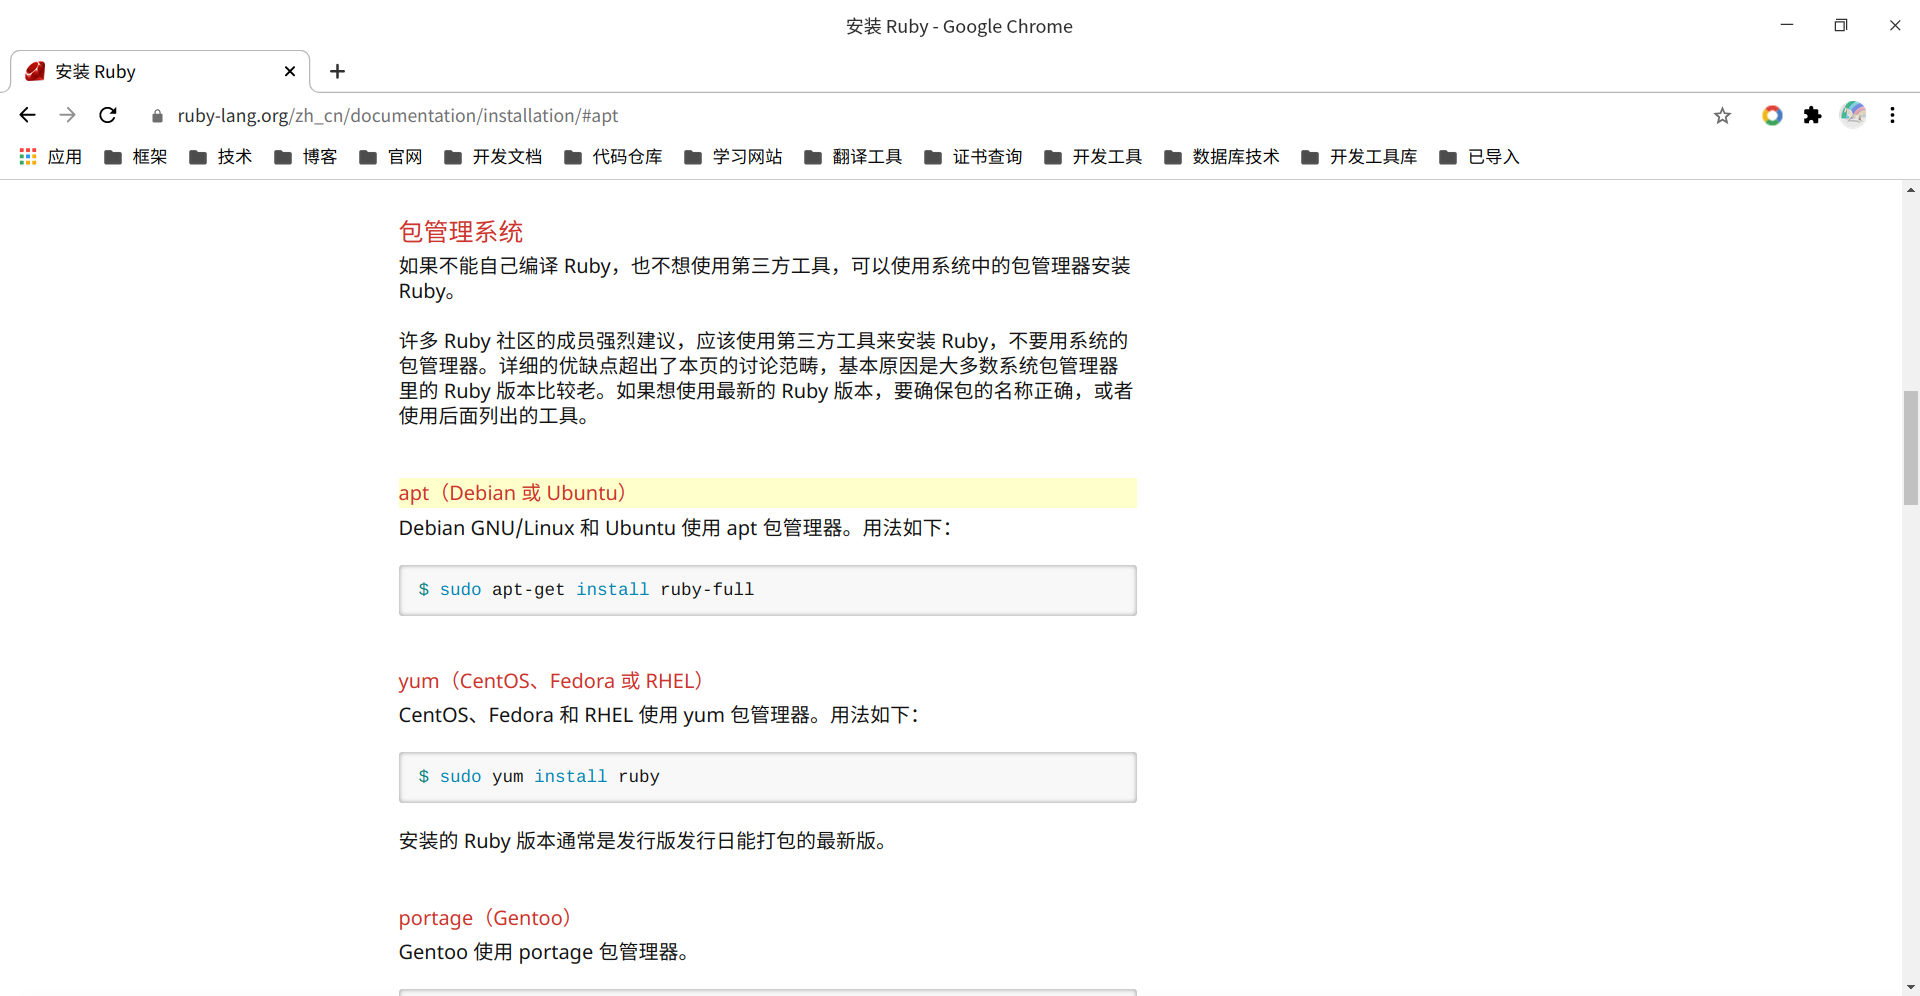 安装 Ruby - Google Chrome
安装 Ruby
ruby-lang.org/zh_cn/documentation/installation/#apt
应用 框架 技术 博客 官网 开发文档 代码仓库 学习网站 翻译工具 证书查询 开发工具 数据库技术 开发工具库 已导入
包管理系统
如果不能自己编译 Ruby，也不想使用第三方工具，可以使用系统中的包管理器安装
Ruby。
许多 Ruby 社区的成员强烈建议，应该使用第三方工具来安装 Ruby，不要用系统的
包管理器。详细的优缺点超出了本页的讨论范畴，基本原因是大多数系统包管理器
里的 Ruby 版本比较老。如果想使用最新的 Ruby 版本，要确保包的名称正确，或者
使用后面列出的工具。
apt（Debian 或 Ubuntu）
Debian GNU/Linux 和 Ubuntu 使用 apt 包管理器。用法如下：
$ sudo apt-get install ruby-full
yum（CentOS、Fedora 或 RHEL）
CentOS、Fedora 和 RHEL 使用 yum 包管理器。用法如下：
$ sudo yum install ruby
安装的 Ruby 版本通常是发行版发行日能打包的最新版。
portage（Gentoo）
Gentoo 使用 portage 包管理器。